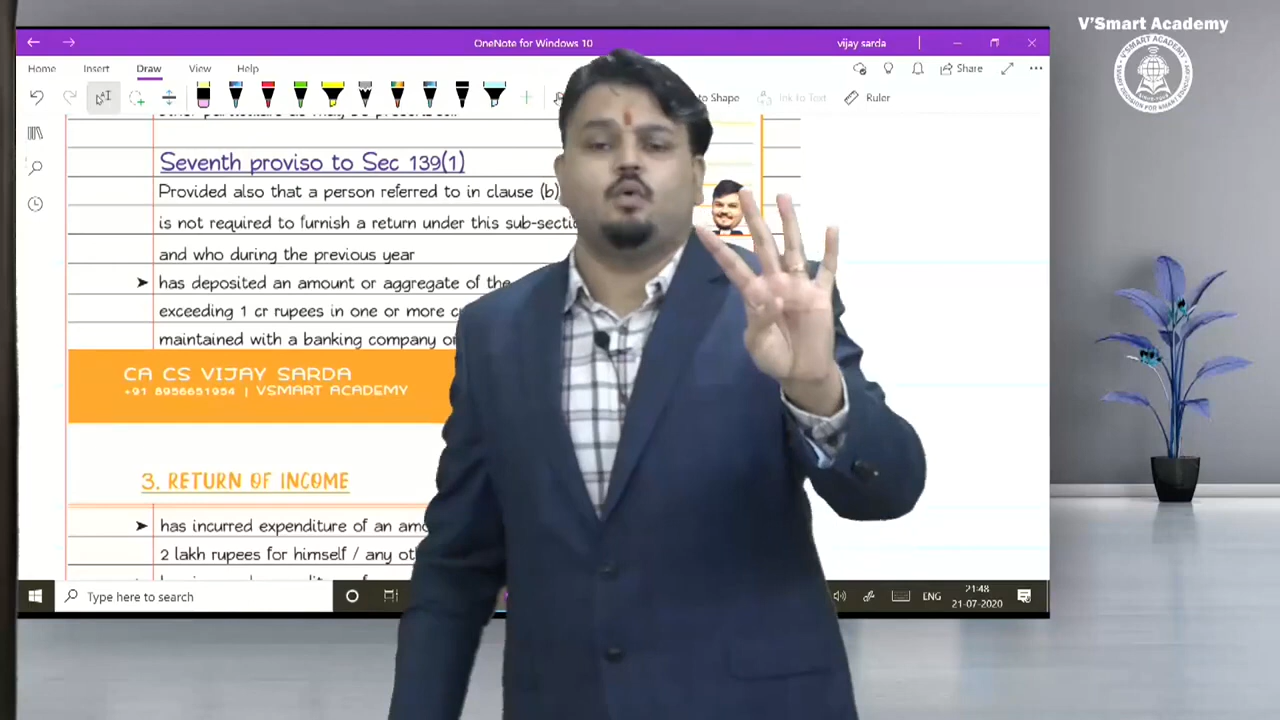 V'Smart Academy
OneNote for Windows 10
vijay sarda
Home Insert Draw View Help
Share
to Shape
Ink to Text
Ruler
Seventh proviso to Sec 139(1)
Provided also that a person referred to in clause (b)
is not required to furnish a return under this sub-secti
and who during the previous year
➤ has deposited an amount or aggregate of the
exceeding 1 cr rupees in one or more c
maintained with a banking company or
CA CS VIJAY SARDA
+91 8956651954 | VSMART ACADEMY
3. RETURN OF INCOME
➤ has incurred expenditure of an amo
2 lakh rupees for himself / any ot
Type here to search
ENG
21:48
21-07-2020